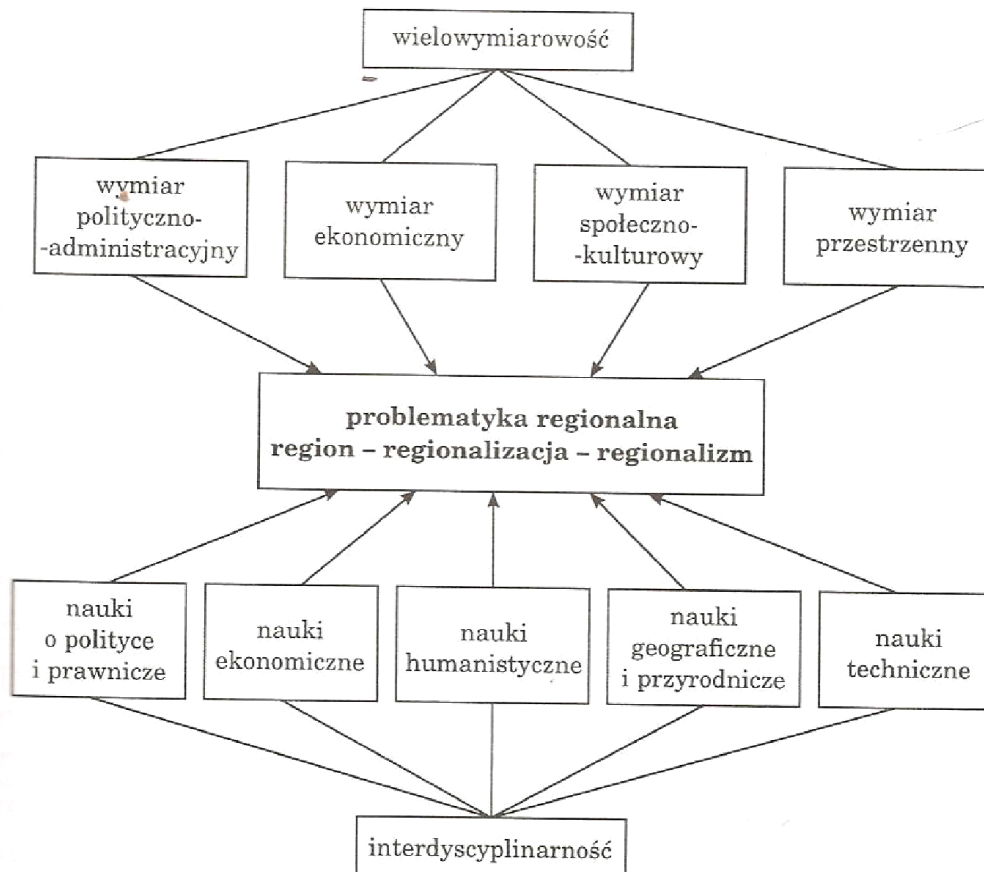 wielowymiarowość
wymiar
polityczno-
-administracyjny
wymiar
ekonomiczny
wymiar
społeczno-
-kulturowy
wymiar
przestrzenny
problematyka regionalna
region – regionalizacja – regionalizm
nauki
o polityce
i prawnicze
nauki
ekonomiczne
nauki
humanistyczne
nauki
geograficzne
i przyrodnicze
nauki
techniczne
interdyscyplinarność